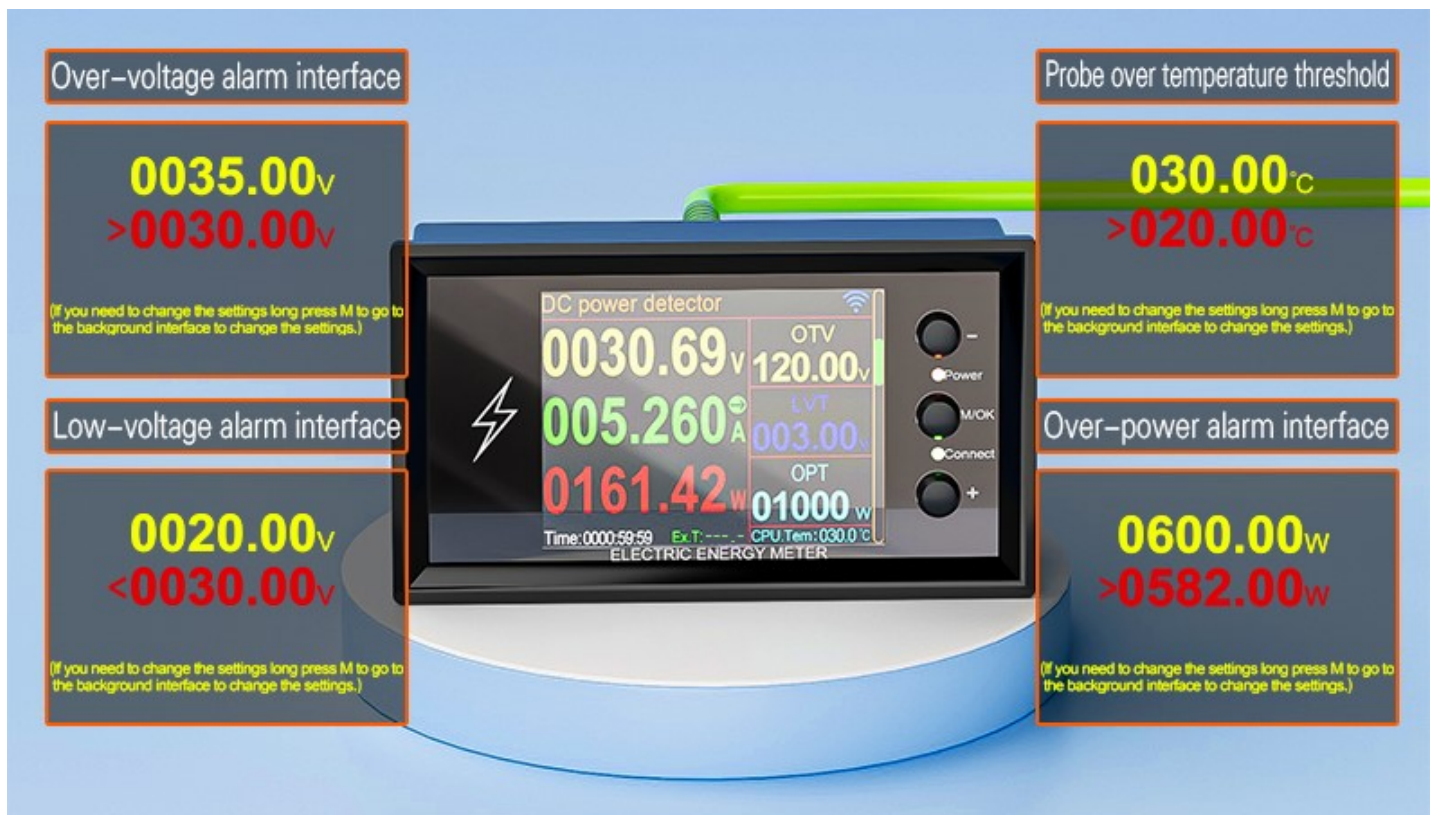 Over-voltage alarm interface
0035.00V
>0030.00V
(If you need to change the settings long press M to go to
the background interface to change the settings.)
Low-voltage alarm interface
0020.00V
<0030.00V
(If you need to change the settings long press M to go to
the background interface to change the settings.)
DC power detector
0030.69V
005.260A
0161.42W
OTV
120.00V
LVT
003.00V
OPT
01000 W
Time:0000:59:59 Ex.T:---.- CPU.Tem:030.0℃
ELECTRIC ENERGY METER
-
Power
M/OK
Connect
+
Probe over temperature threshold
030.00℃
>020.00℃
(If you need to change the settings long press M to go to
the background interface to change the settings.)
Over-power alarm interface
0600.00W
>0582.00W
(If you need to change the settings long press M to go to
the background interface to change the settings.)